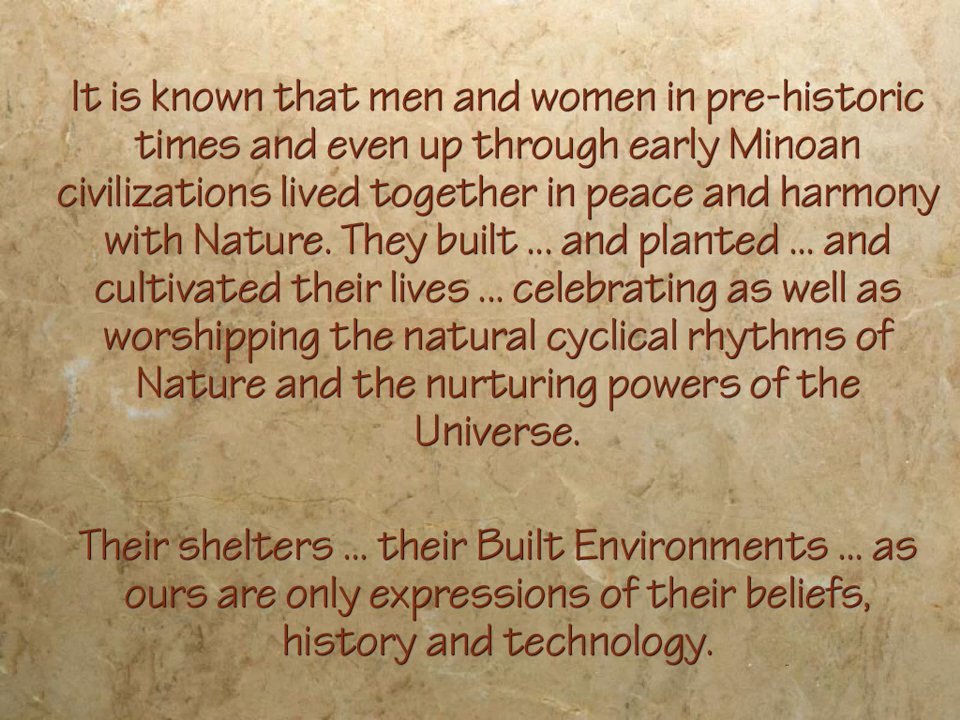 It is known that men and women in pre-historic
times and even up through early Minoan
civilizations lived together in peace and harmony
with Nature. They built ... and planted ... and
cultivated their lives ... celebrating as well as
worshipping the natural cyclical rhythms of
Nature and the nurturing powers of the
Universe.
Their shelters ... their Built Environments ... as
ours are only expressions of their beliefs,
history and technology.